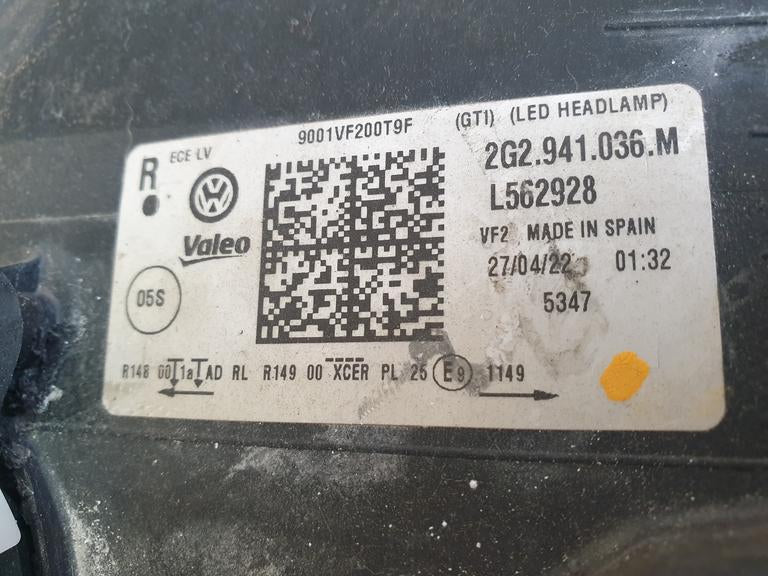 9001VF200T9F (GTI) (LED HEADLAMP)
R ECE LV
2G2.941.036.M
VW
L562928
Valeo
VF2 MADE IN SPAIN
27/04/22 01:32
05S
5347
R148 00 1a AD RL R149 00 XCER PL 25 E9 1149